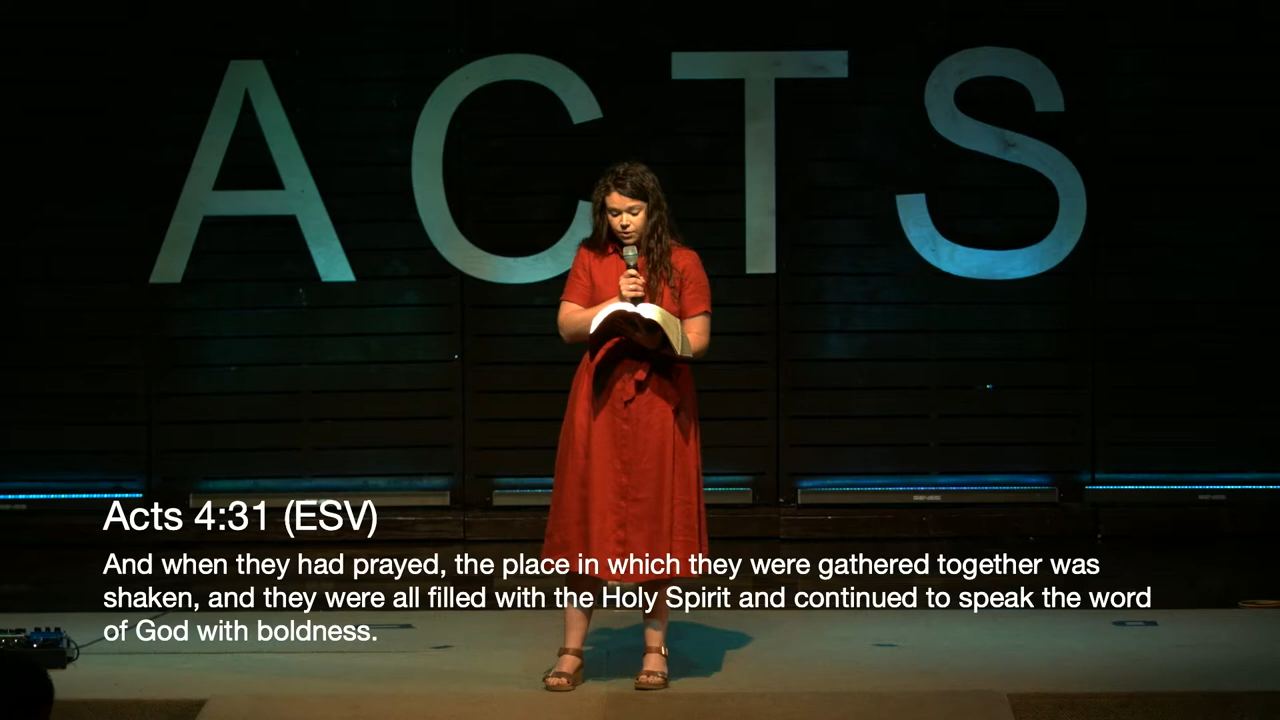 ACTS
Acts 4:31 (ESV)
And when they had prayed, the place in which they were gathered together was
shaken, and they were all filled with the Holy Spirit and continued to speak the word
of God with boldness.